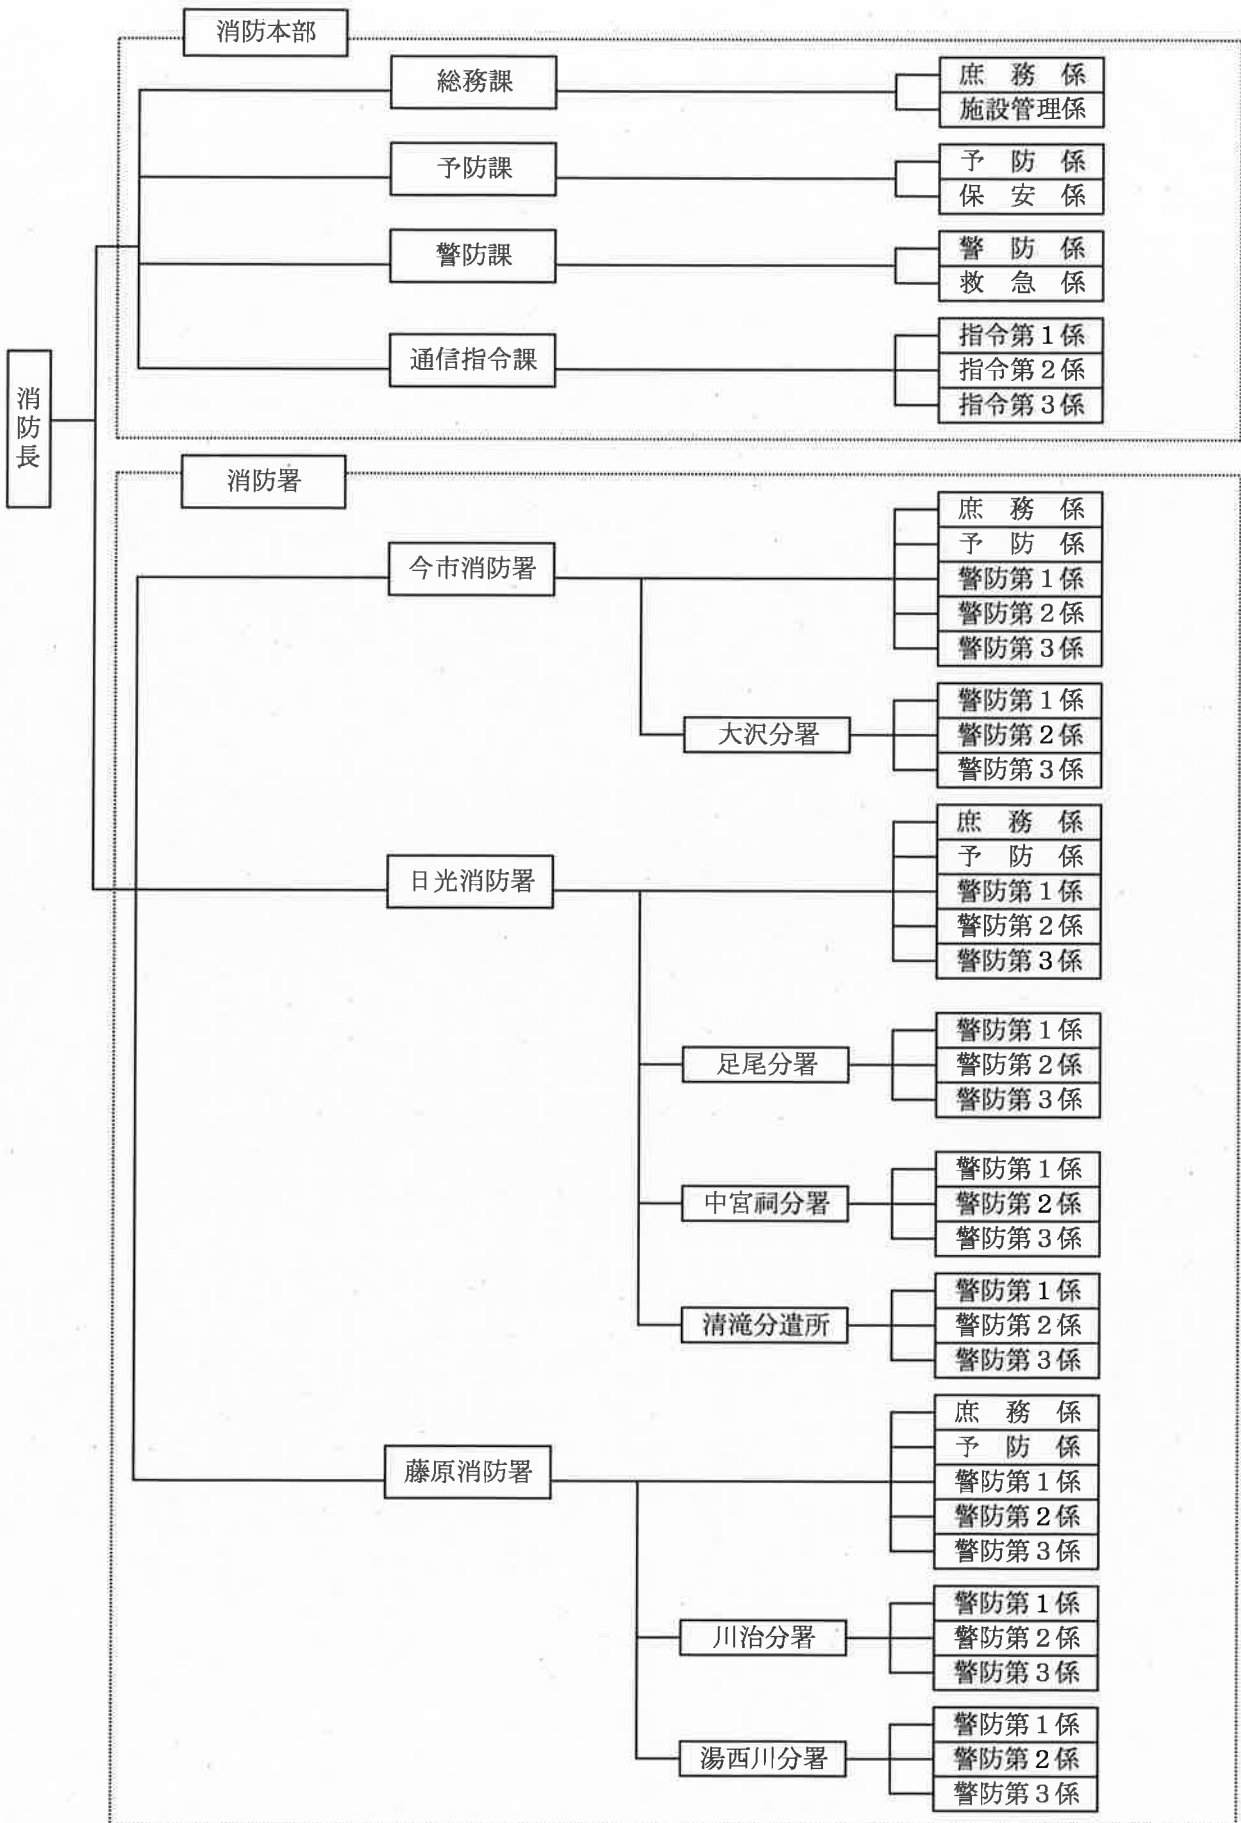 消防本部
総務課
庶務係
施設管理係
予防課
予防係
保安係
警防課
警防係
救急係
通信指令課
指令第1係
指令第2係
指令第3係
消防長
消防署
今市消防署
庶務係
予防係
警防第1係
警防第2係
警防第3係
大沢分署
警防第1係
警防第2係
警防第3係
日光消防署
庶務係
予防係
警防第1係
警防第2係
警防第3係
足尾分署
警防第1係
警防第2係
警防第3係
中宮祠分署
警防第1係
警防第2係
警防第3係
清滝分遣所
警防第1係
警防第2係
警防第3係
藤原消防署
庶務係
予防係
警防第1係
警防第2係
警防第3係
川治分署
警防第1係
警防第2係
警防第3係
湯西川分署
警防第1係
警防第2係
警防第3係